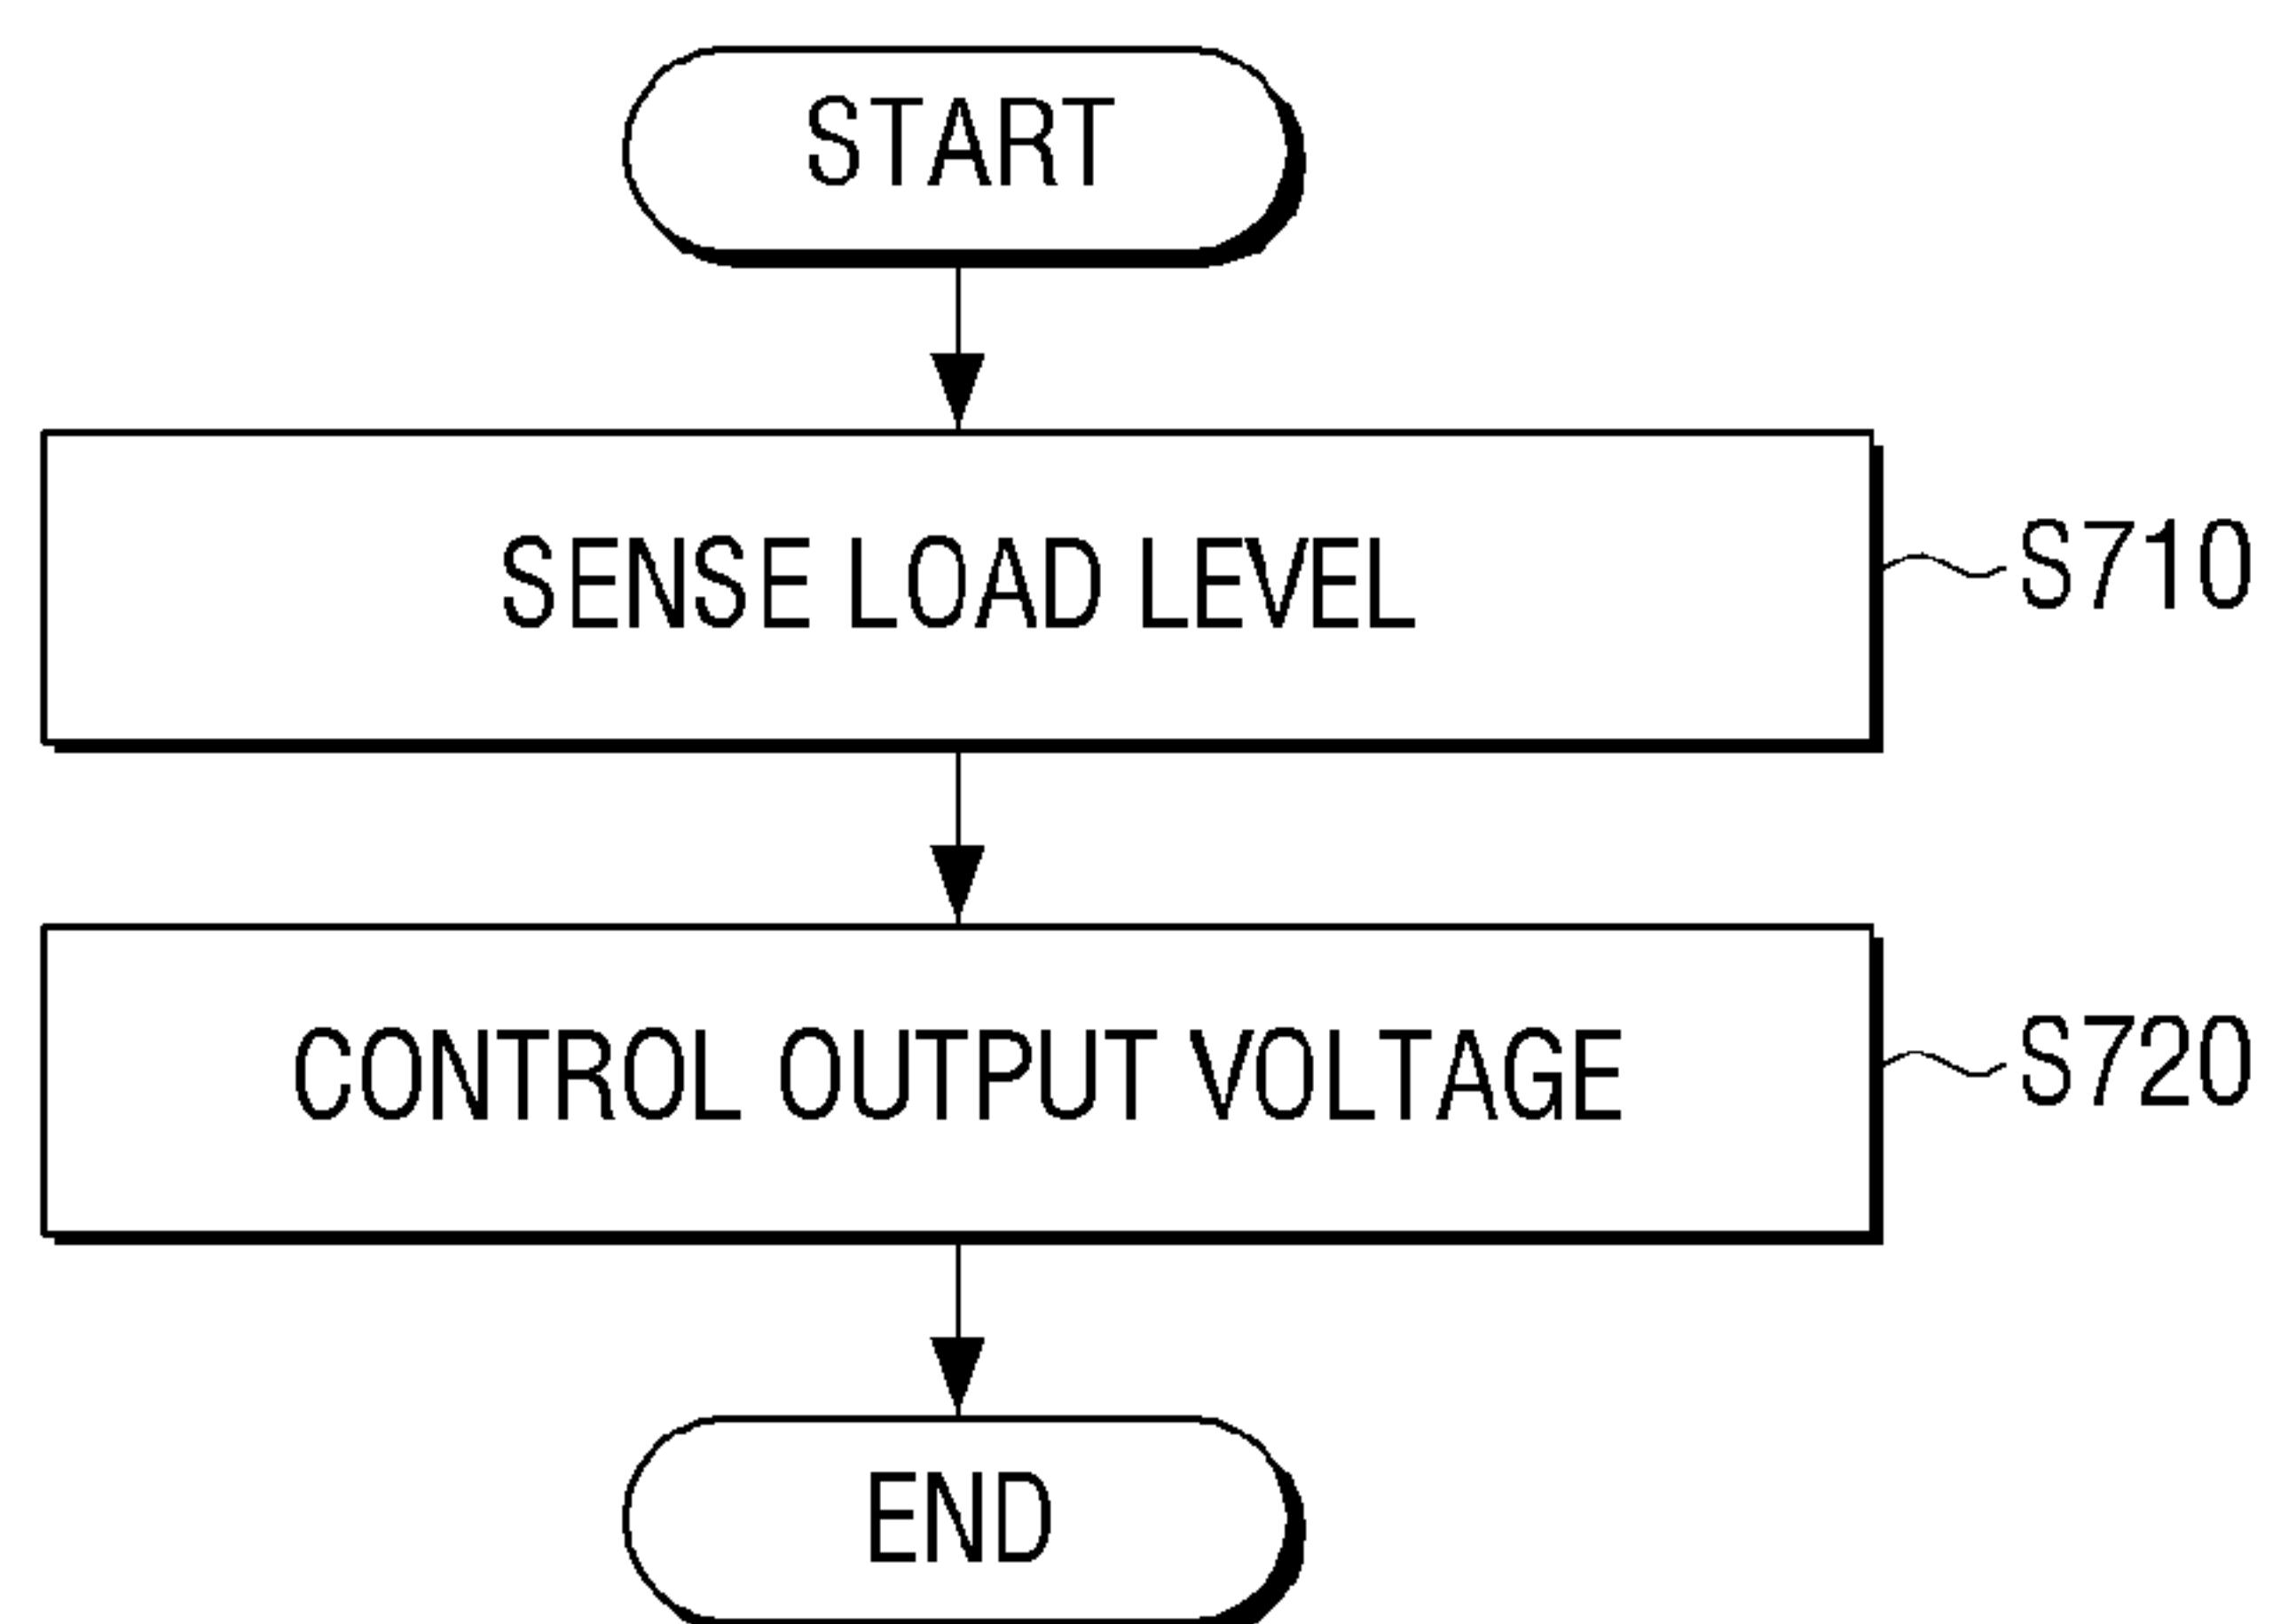 START
SENSE LOAD LEVEL
S710
CONTROL OUTPUT VOLTAGE
S720
END